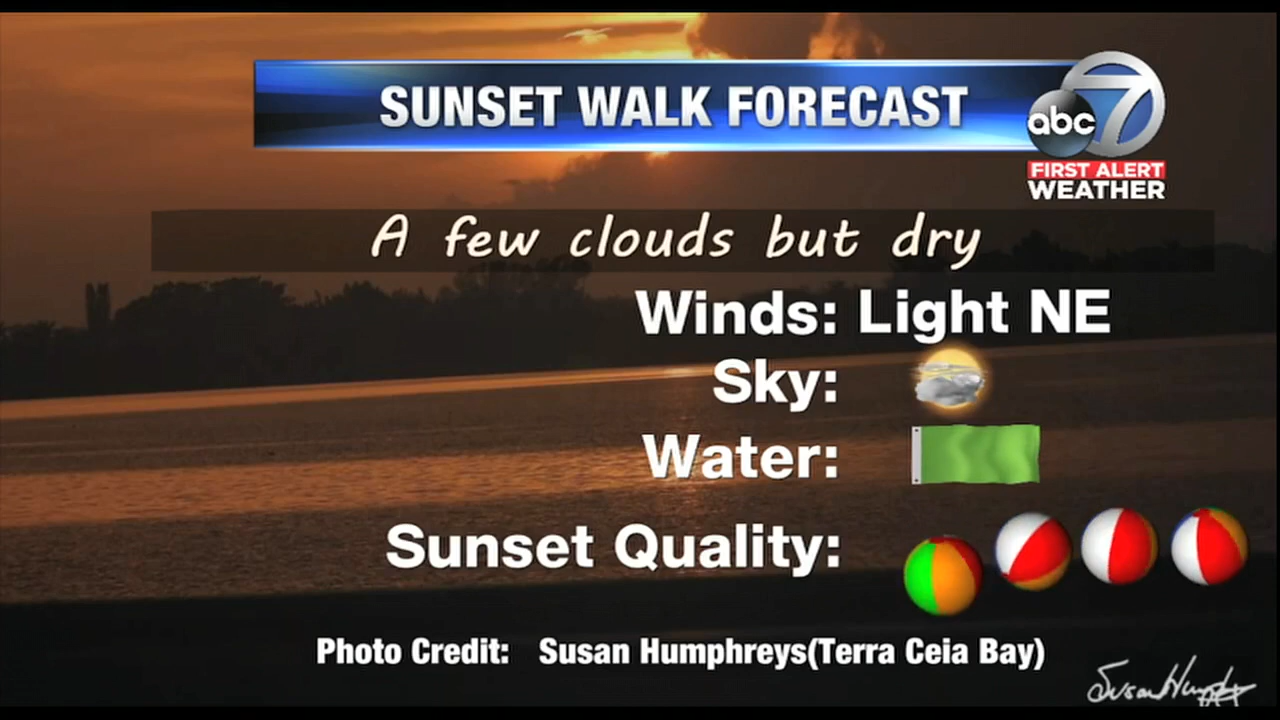 SUNSET WALK FORECAST
abc 7
FIRST ALERT
WEATHER
A few clouds but dry
Winds: Light NE
Sky:
Water:
Sunset Quality:
Photo Credit: Susan Humphreys(Terra Ceia Bay)